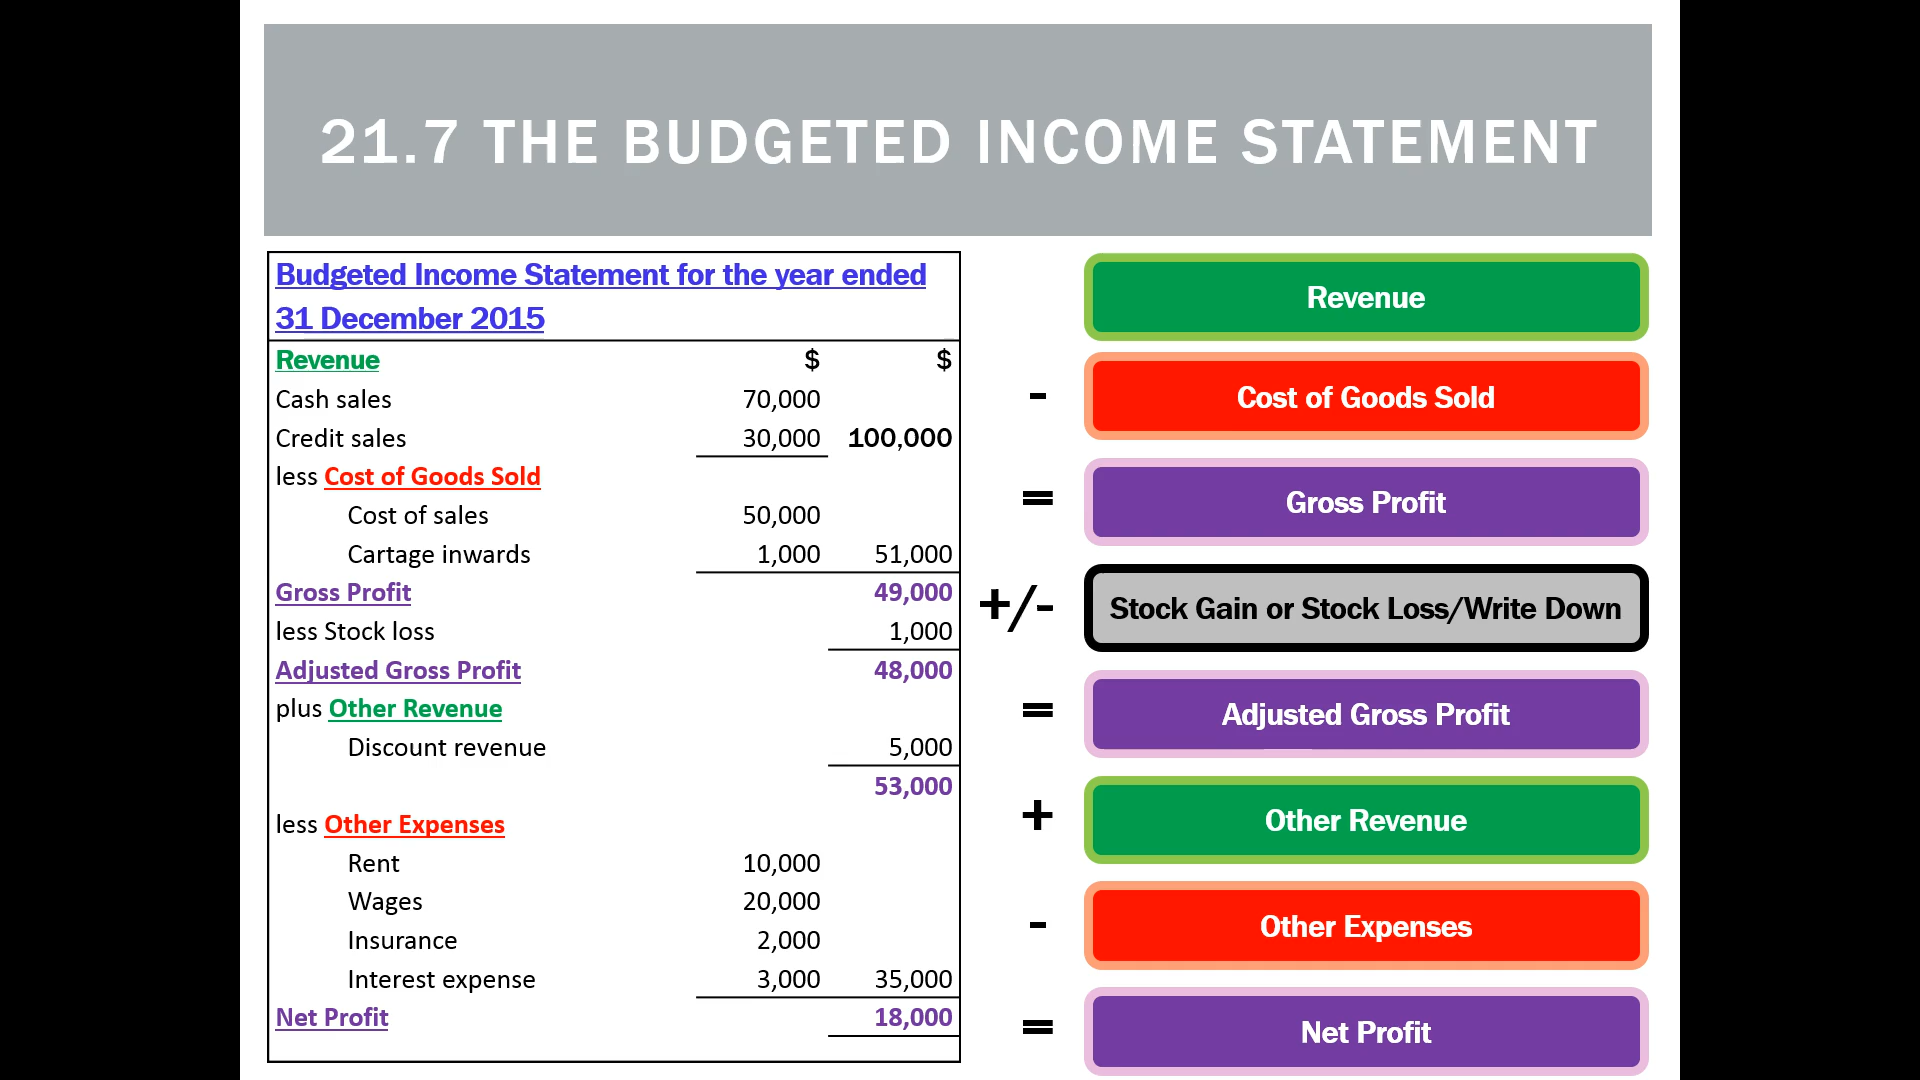 21.7 THE BUDGETED INCOME STATEMENT
Budgeted Income Statement for the year ended
31 December 2015
Revenue $ $
Cash sales 70,000
Credit sales 30,000 100,000
less Cost of Goods Sold
Cost of sales 50,000
Cartage inwards 1,000 51,000
Gross Profit 49,000
less Stock loss 1,000
Adjusted Gross Profit 48,000
plus Other Revenue
Discount revenue 5,000
53,000
less Other Expenses
Rent 10,000
Wages 20,000
Insurance 2,000
Interest expense 3,000 35,000
Net Profit 18,000
Revenue
- Cost of Goods Sold
= Gross Profit
+/- Stock Gain or Stock Loss/Write Down
= Adjusted Gross Profit
+ Other Revenue
- Other Expenses
= Net Profit